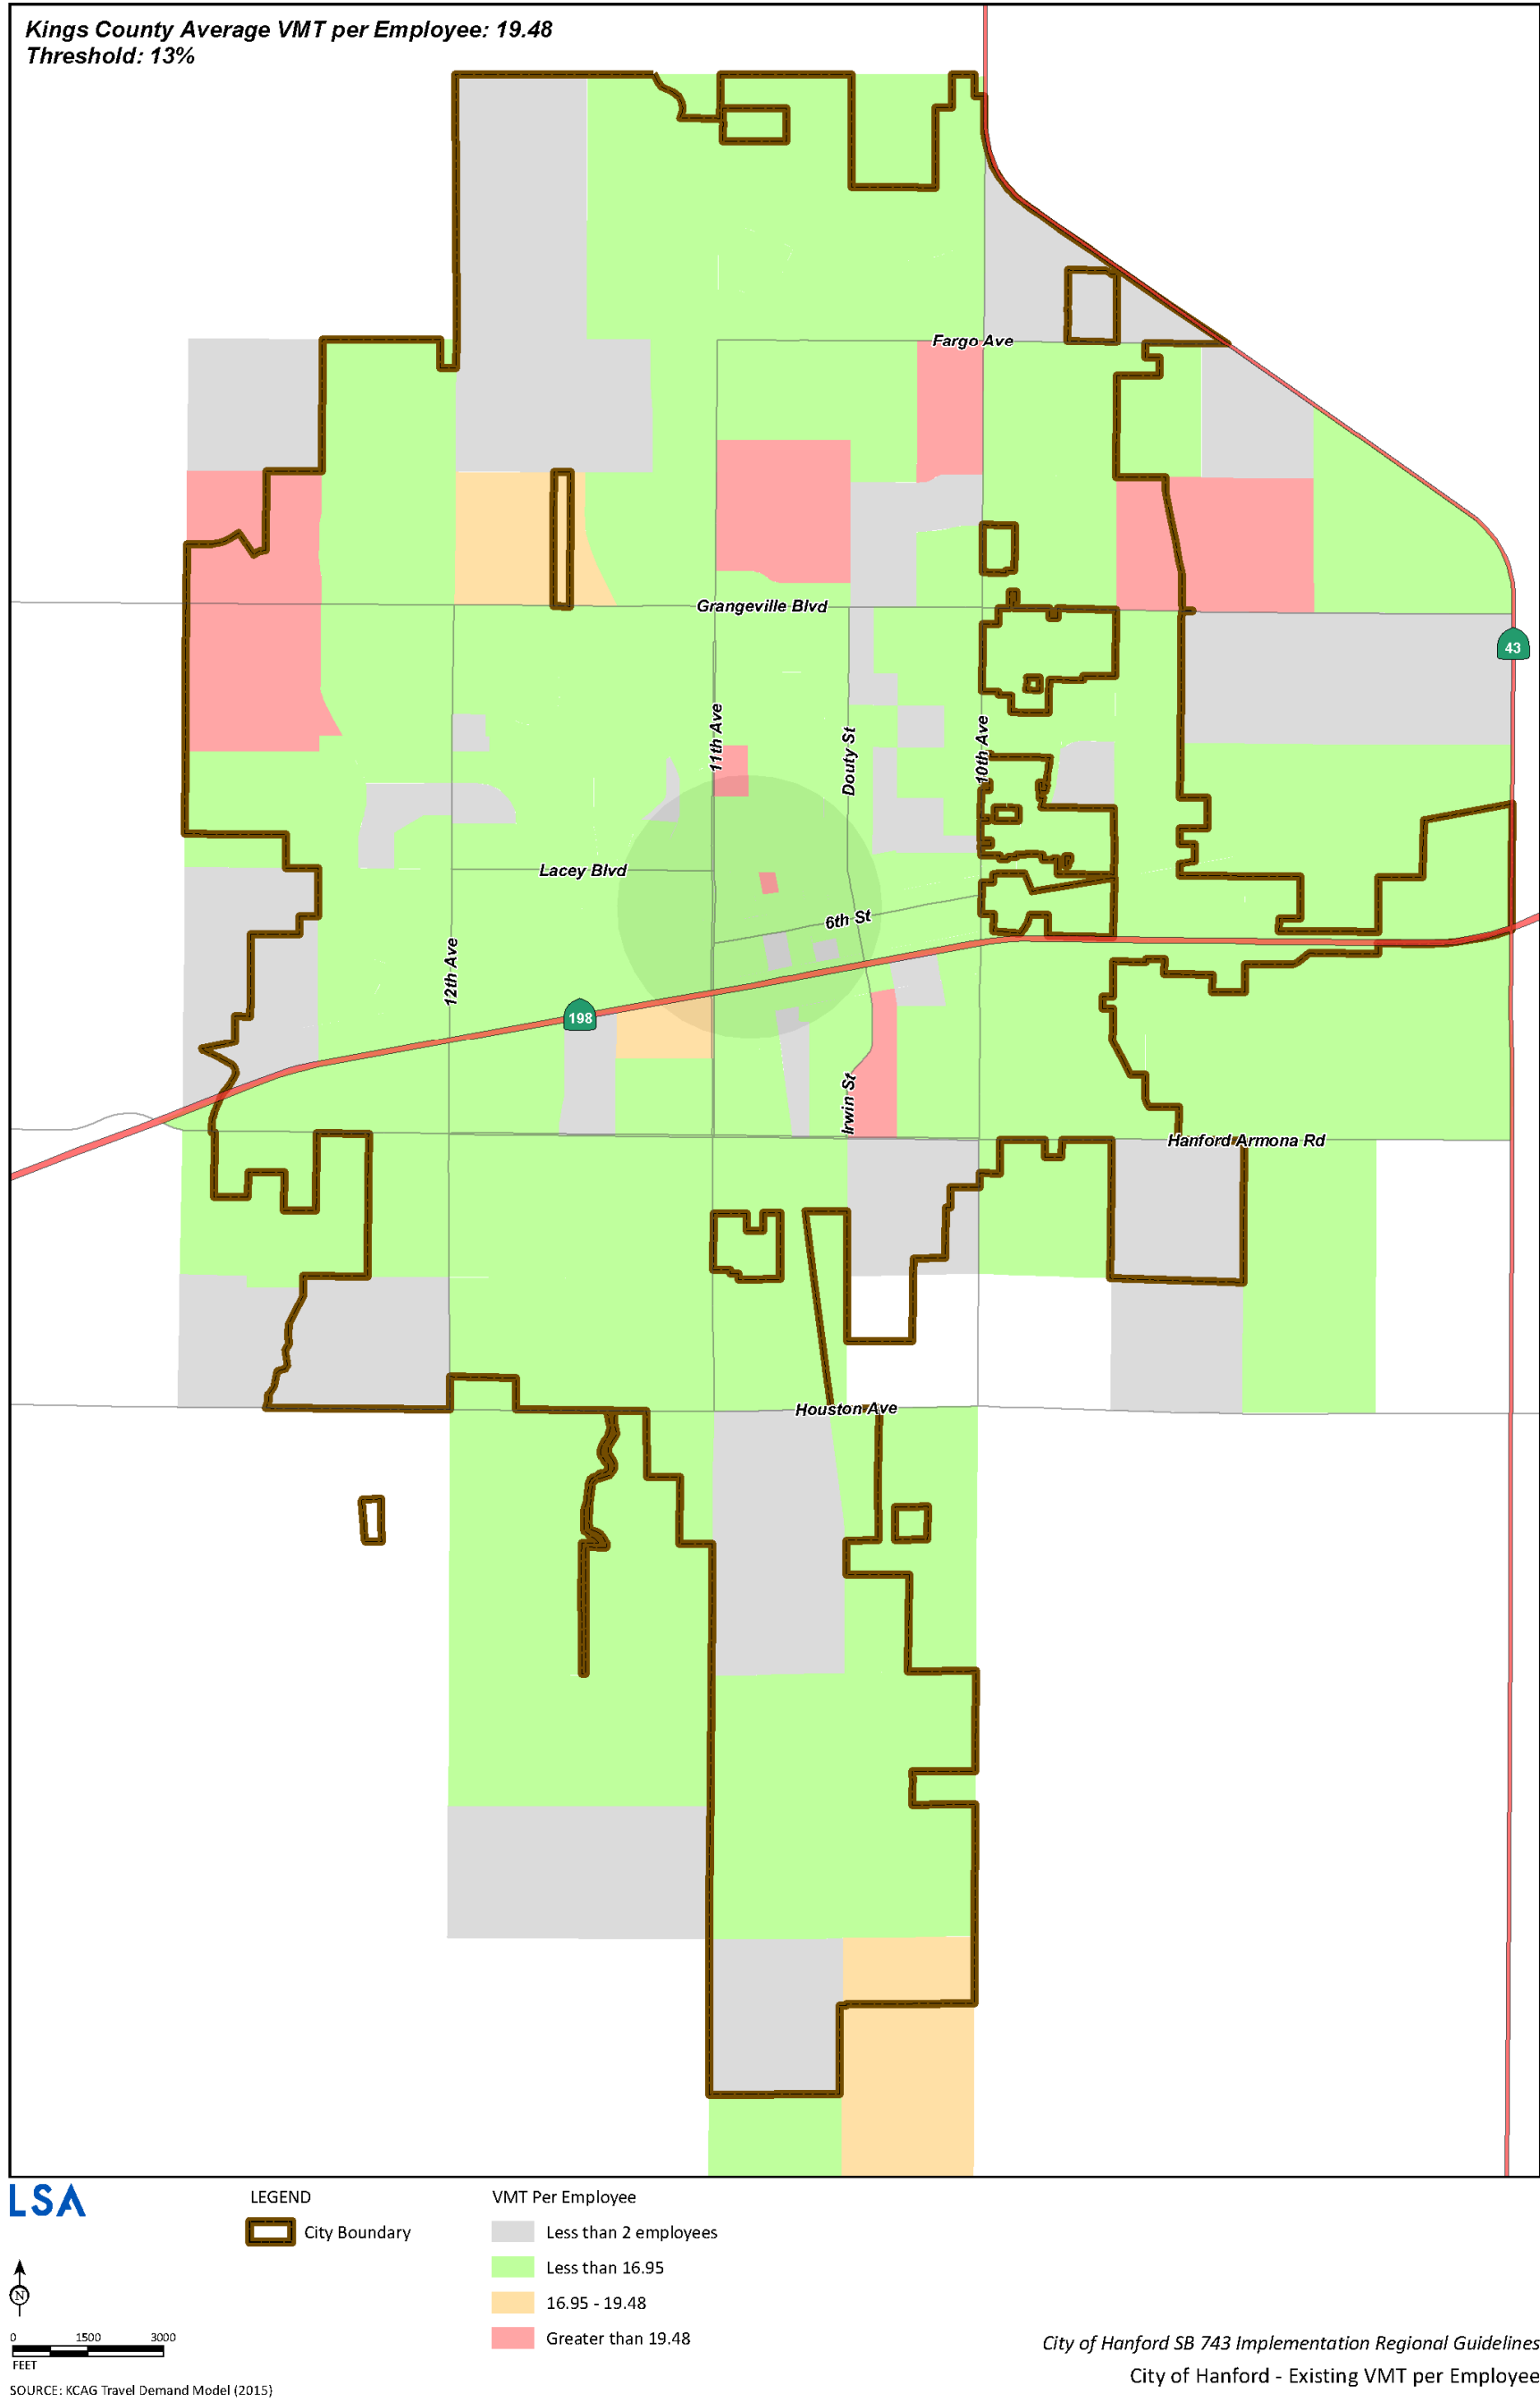 Kings County Average VMT per Employee: 19.48
Threshold: 13%
Fargo Ave
Grangeville Blvd
43
11th Ave
Douty St
10th Ave
Lacey Blvd
6th St
12th Ave
198
Irwin St
Hanford Armona Rd
Houston Ave
LSA
LEGEND
City Boundary
VMT Per Employee
Less than 2 employees
Less than 16.95
16.95 - 19.48
Greater than 19.48
N
0 1500 3000
FEET
SOURCE: KCAG Travel Demand Model (2015)
City of Hanford SB 743 Implementation Regional Guidelines
City of Hanford - Existing VMT per Employee